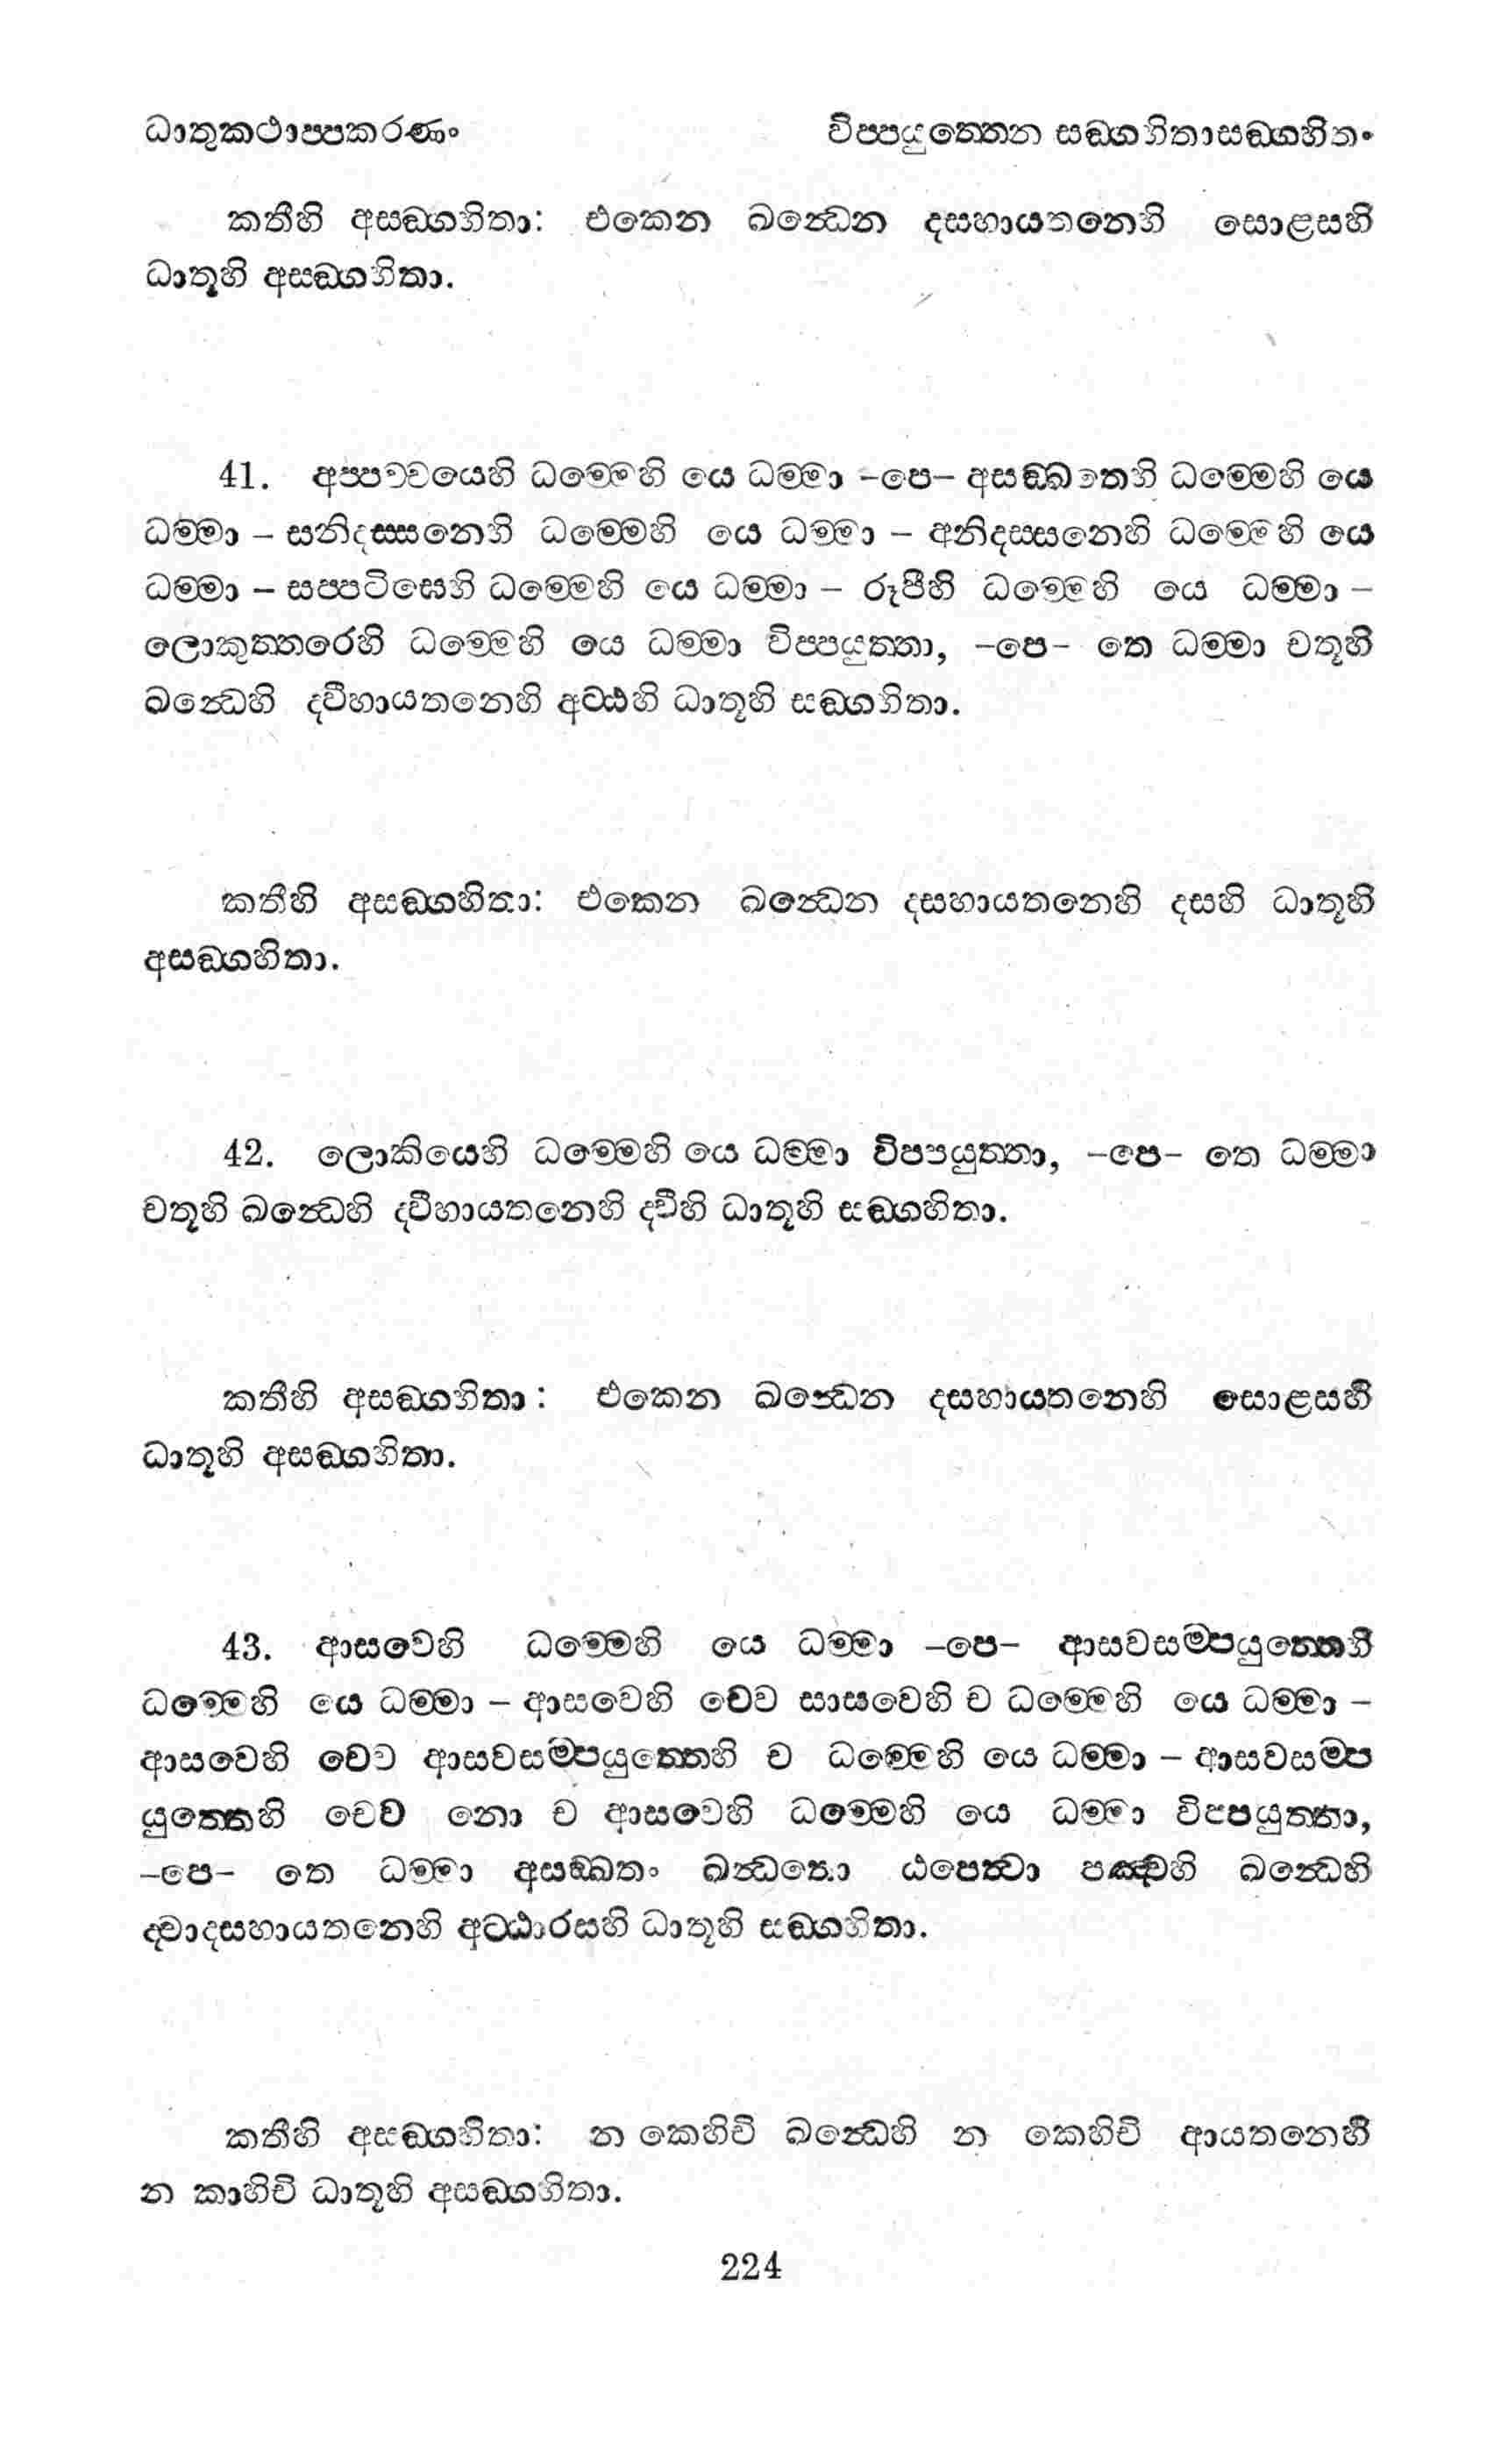 ධාතුකථාප්පකරණං විප්පයුත්තෙන සඞ්ගහිතාසඞ්ගහිතං
කතීහි අසඞ්ගහිතා: එකෙන ඛන්ධෙන දසහායතනෙහි සොළසහි
ධාතූහි අසඞ්ගහිතා.
41. අප්පච්චයෙහි ධම්මෙහි යෙ ධම්මා -පෙ- අසඞ්ඛතෙහි ධම්මෙහි යෙ
ධම්මා – සනිදස්සනෙහි ධම්මෙහි යෙ ධම්මා – අනිදස්සනෙහි ධම්මෙහි යෙ
ධම්මා – සප්පටිඝෙහි ධම්මෙහි යෙ ධම්මා – රූපීහි ධම්මෙහි යෙ ධම්මා –
ලොකුත්තරෙහි ධම්මෙහි යෙ ධම්මා විප්පයුත්තා, -පෙ- තෙ ධම්මා චතූහි
ඛන්ධෙහි ද්වීහායතනෙහි අට්ඨහි ධාතූහි සඞ්ගහිතා.
කතීහි අසඞ්ගහිතා: එකෙන ඛන්ධෙන දසහායතනෙහි දසහි ධාතූහි
අසඞ්ගහිතා.
42. ලොකියෙහි ධම්මෙහි යෙ ධම්මා විප්පයුත්තා, -පෙ- තෙ ධම්මා
චතූහි ඛන්ධෙහි ද්වීහායතනෙහි ද්වීහි ධාතූහි සඞ්ගහිතා.
කතීහි අසඞ්ගහිතා: එකෙන ඛන්ධෙන දසහායතනෙහි සොළසහි
ධාතූහි අසඞ්ගහිතා.
43. ආසවෙහි ධම්මෙහි යෙ ධම්මා -පෙ- ආසවසම්පයුත්තෙහි
ධම්මෙහි යෙ ධම්මා – ආසවෙහි චෙව සාසවෙහි ච ධම්මෙහි යෙ ධම්මා –
ආසවෙහි චෙව ආසවසම්පයුත්තෙහි ච ධම්මෙහි යෙ ධම්මා – ආසවසම්ප
යුත්තෙහි චෙව නො ච ආසවෙහි ධම්මෙහි යෙ ධම්මා විප්පයුත්තා,
-පෙ- තෙ ධම්මා අසඞ්ඛතං ඛන්ධතො ඨපෙත්වා පඤ්චහි ඛන්ධෙහි
ද්වාදසහායතනෙහි අට්ඨාරසහි ධාතූහි සඞ්ගහිතා.
කතීහි අසඞ්ගහිතා: න කෙහිචි ඛන්ධෙහි න කෙහිචි ආයතනෙහි
න කාහිචි ධාතූහි අසඞ්ගහිතා.
224